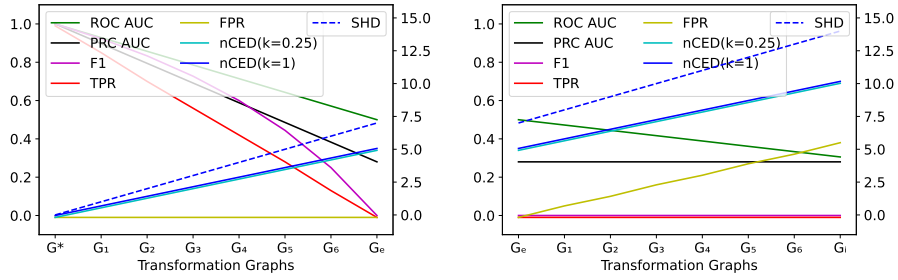 ROC AUC
PRC AUC
F1
TPR
FPR
nCED(k=0.25)
nCED(k=1)
SHD
1.0
0.8
0.6
0.4
0.2
0.0
15.0
12.5
10.0
7.5
5.0
2.5
0.0
G* G₁ G₂ G₃ G₄ G₅ G₆ Gₑ
Transformation Graphs
ROC AUC
PRC AUC
F1
TPR
FPR
nCED(k=0.25)
nCED(k=1)
SHD
1.0
0.8
0.6
0.4
0.2
0.0
15.0
12.5
10.0
7.5
5.0
2.5
0.0
Gₑ G₁ G₂ G₃ G₄ G₅ G₆ Gᵢ
Transformation Graphs